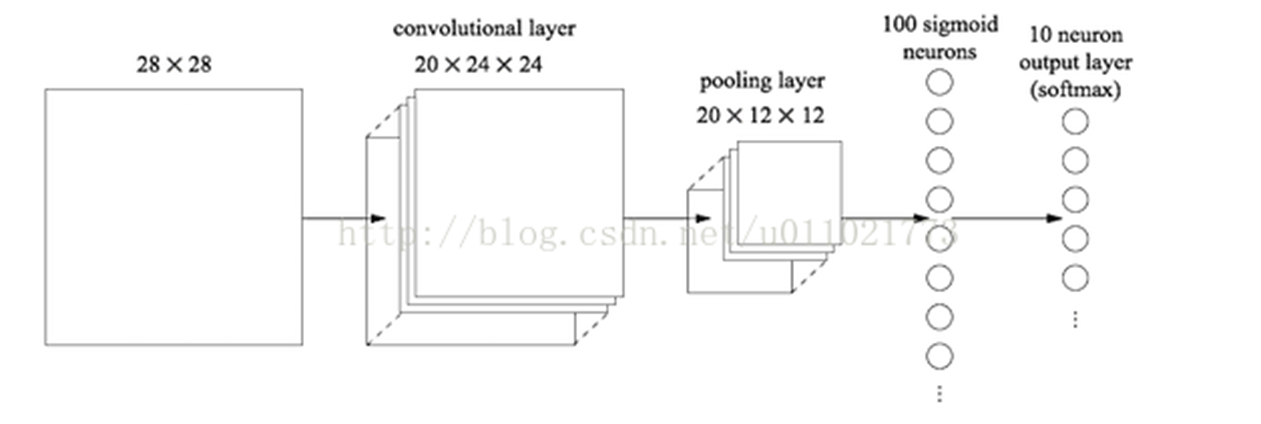 28 × 28
convolutional layer
20 × 24 × 24
pooling layer
20 × 12 × 12
100 sigmoid
neurons
10 neuron
output layer
(softmax)
http://blog.csdn.net/u011021773